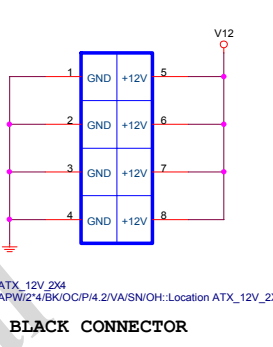 V12
1 GND +12V 5
2 GND +12V 6
3 GND +12V 7
4 GND +12V 8
ATX_12V_2X4
APW/2*4/BK/OC/P/4.2/VA/SN/OH::Location ATX_12V_2X
BLACK CONNECTOR